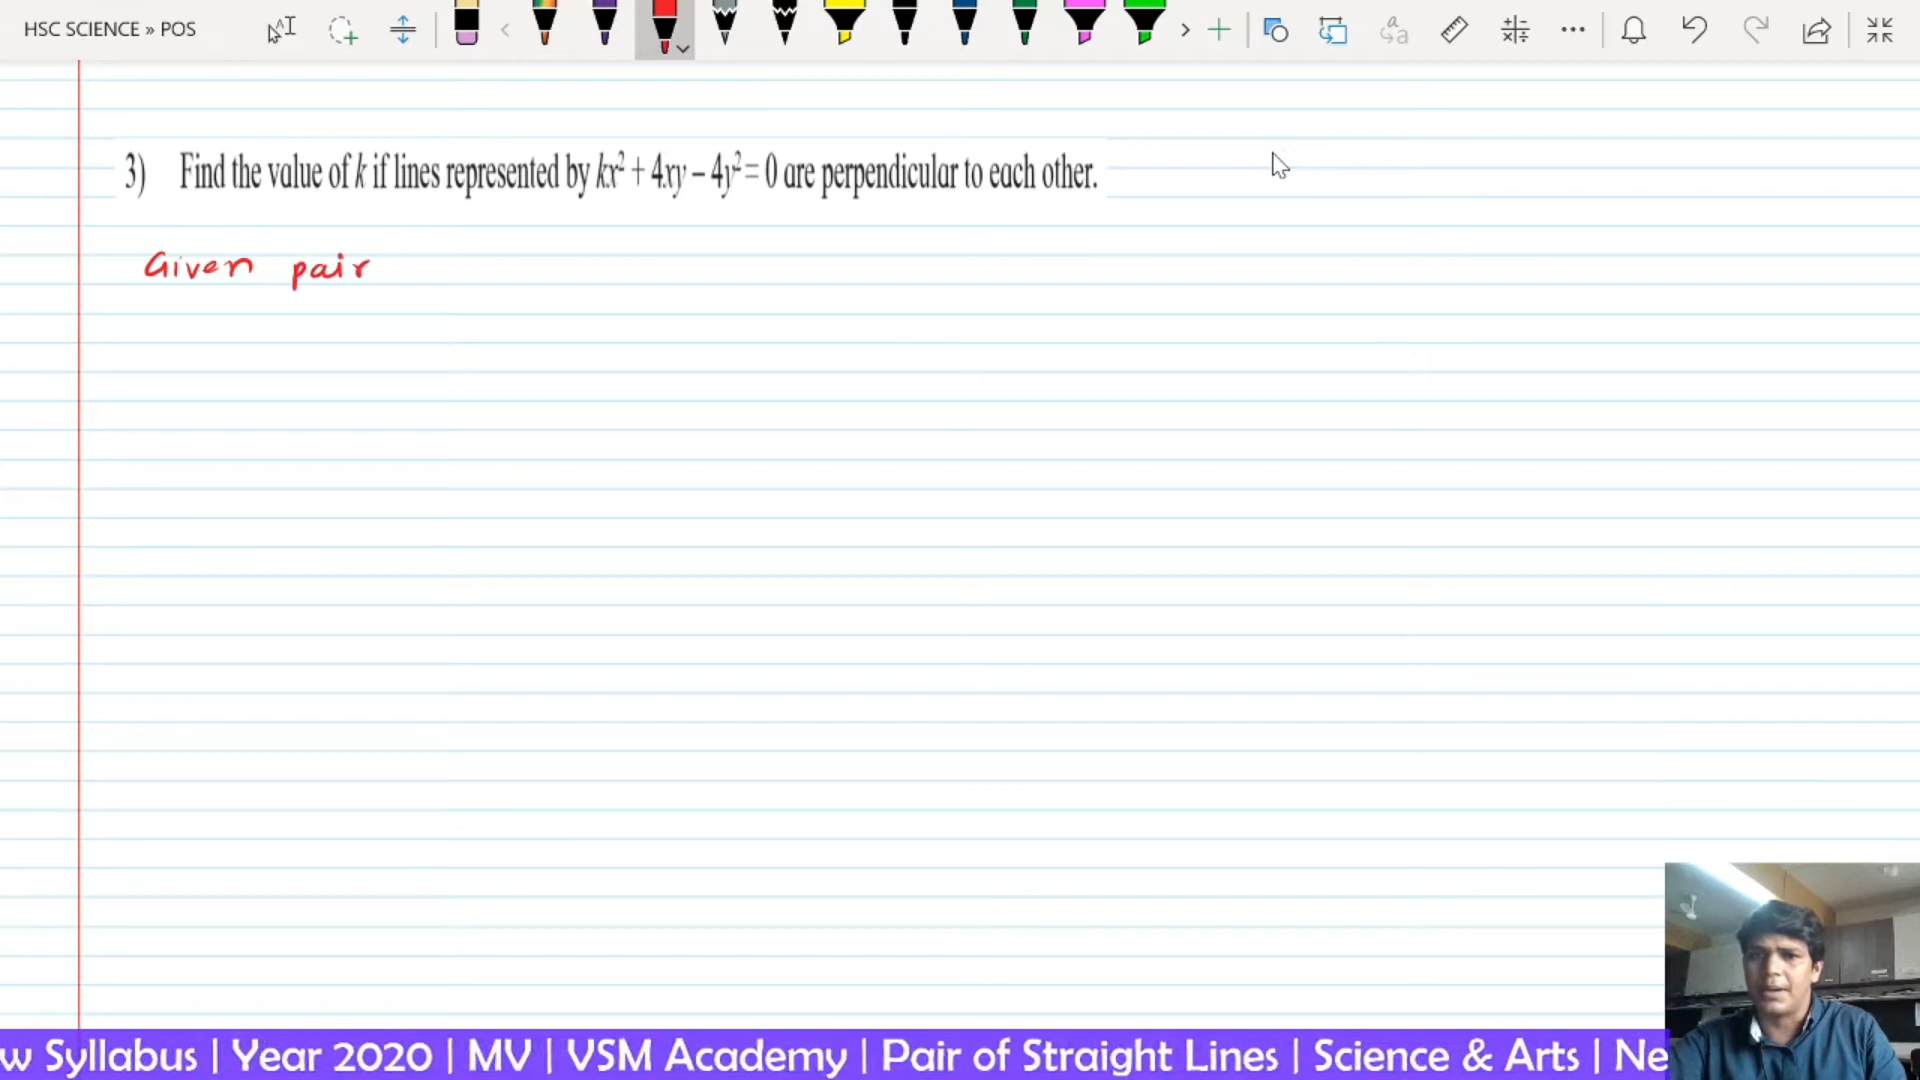 HSC SCIENCE » POS
3) Find the value of k if lines represented by kx² + 4xy – 4y² = 0 are perpendicular to each other.
Given pair
w Syllabus | Year 2020 | MV | VSM Academy | Pair of Straight Lines | Science & Arts | Ne